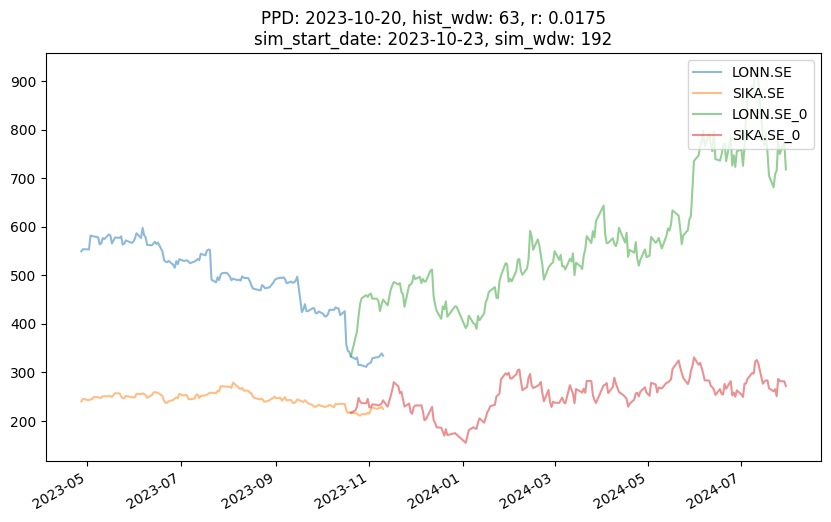 PPD: 2023-10-20, hist_wdw: 63, r: 0.0175
sim_start_date: 2023-10-23, sim_wdw: 192
LONN.SE
SIKA.SE
LONN.SE_0
SIKA.SE_0
900
800
700
600
500
400
300
200
2023-05
2023-07
2023-09
2023-11
2024-01
2024-03
2024-05
2024-07